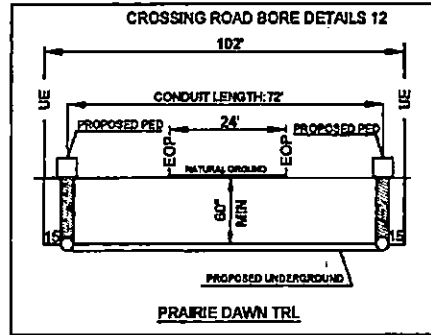 CROSSING ROAD BORE DETAILS 12
102'
UE
UE
CONDUIT LENGTH: 72'
PROPOSED PED
24'
PROPOSED PED
EOP
EOP
NATURAL GROUND
60"
MIN
15
15
PROPOSED UNDERGROUND
PRAIRIE DAWN TRL